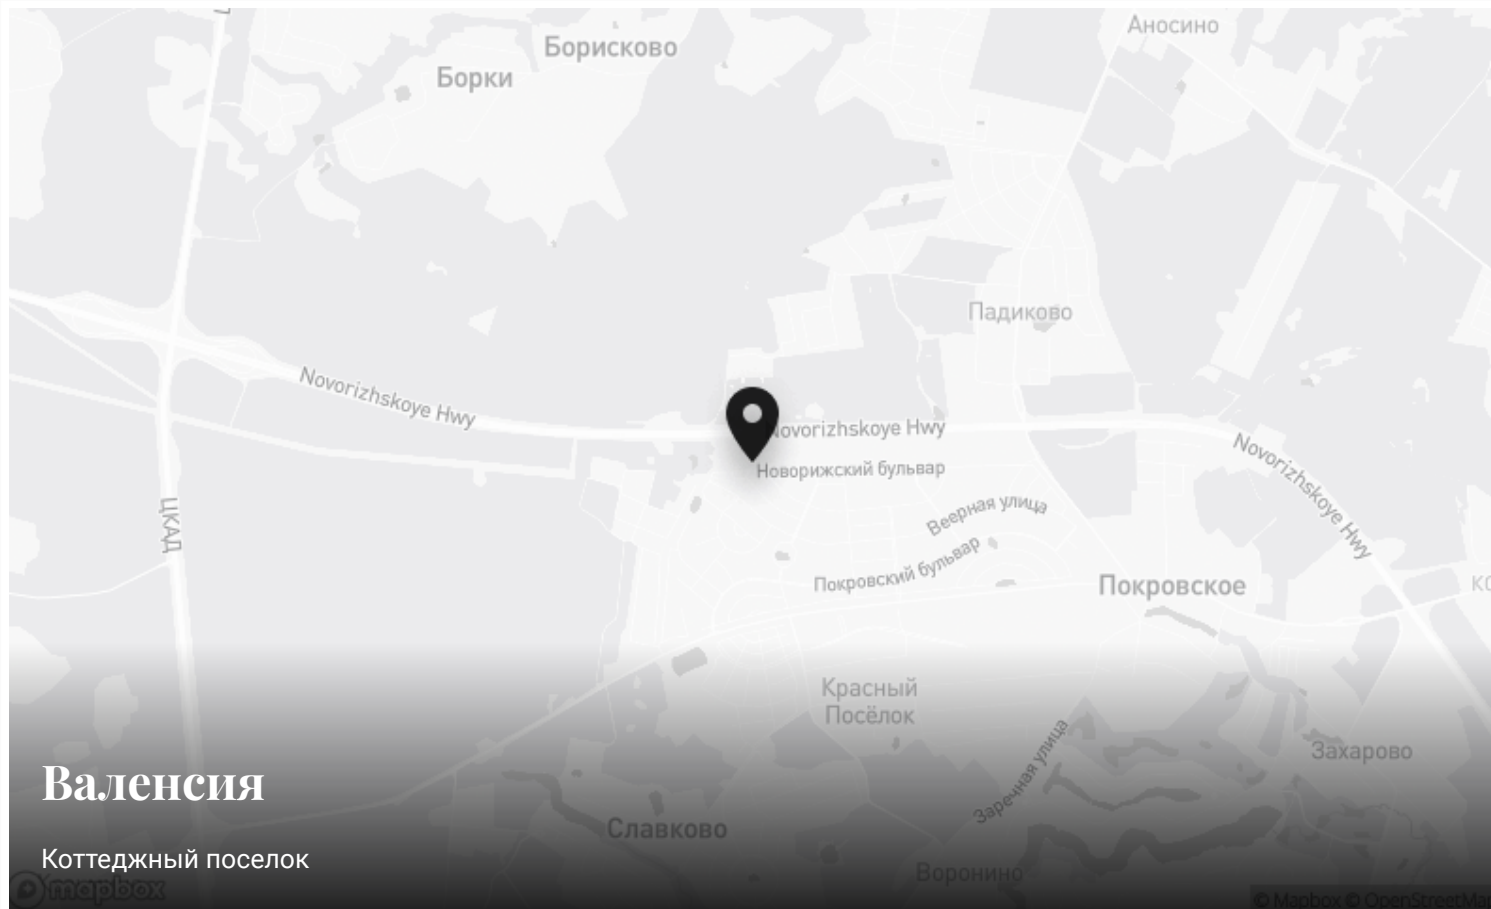 Аносино
Борисково
Борки
Падиково
Novorizhskoye Hwy
Novorizhskoye Hwy
Новорижский бульвар
Novorizhskoye Hwy
ЦКАД
Веерная улица
Покровский бульвар
Покровское
Красный
Посёлок
Заречная улица
Захарово
Валенсия
Славково
Коттеджный поселок
Воронино
mapbox
© Mapbox © OpenStreetMap